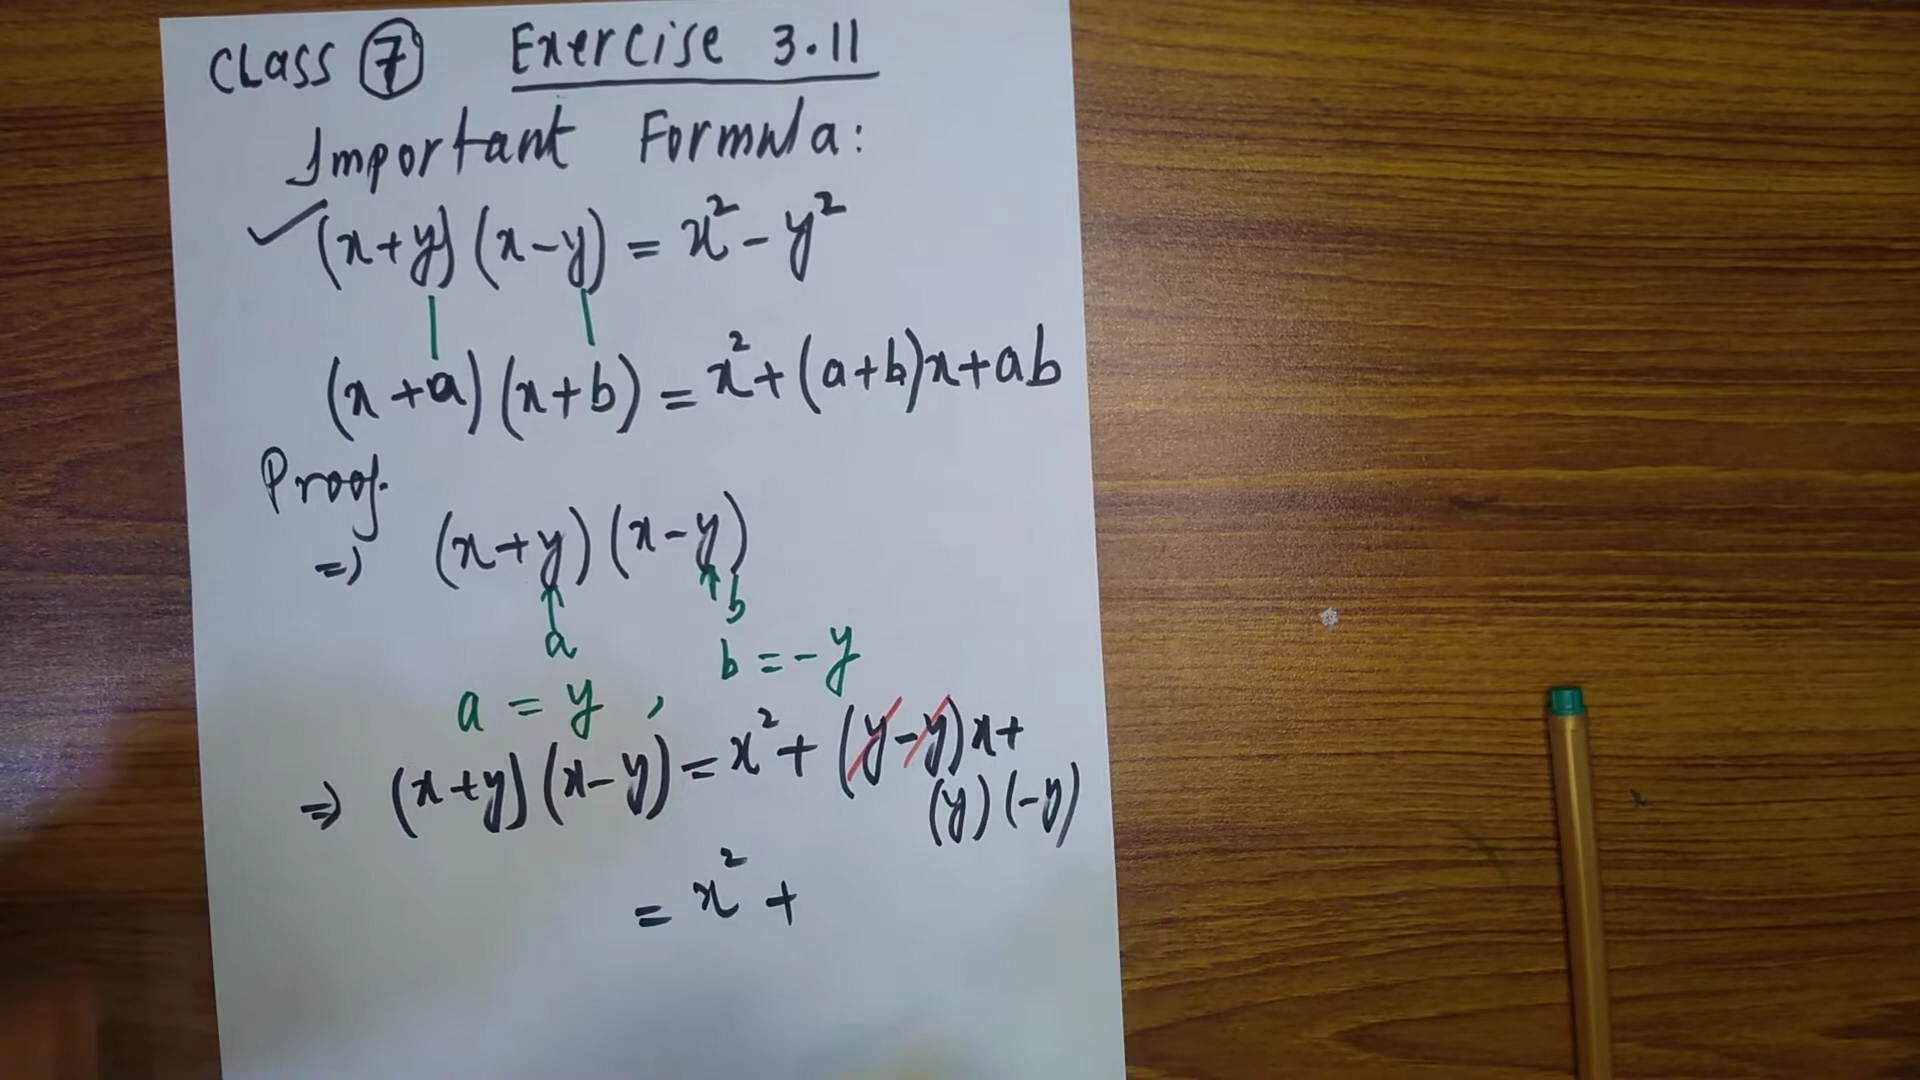 CLASS 7 Exercise 3.11
Important Formula:
✓ (x+y) (x-y) = x² - y²
(x+a) (x+b) = x² + (a+b)x + ab
Proof.
=> (x+y) (x-y)
a b
b = -y
a = y ,
=> (x+y) (x-y) = x² + (y-y)x +
(y) (-y)
= x² +